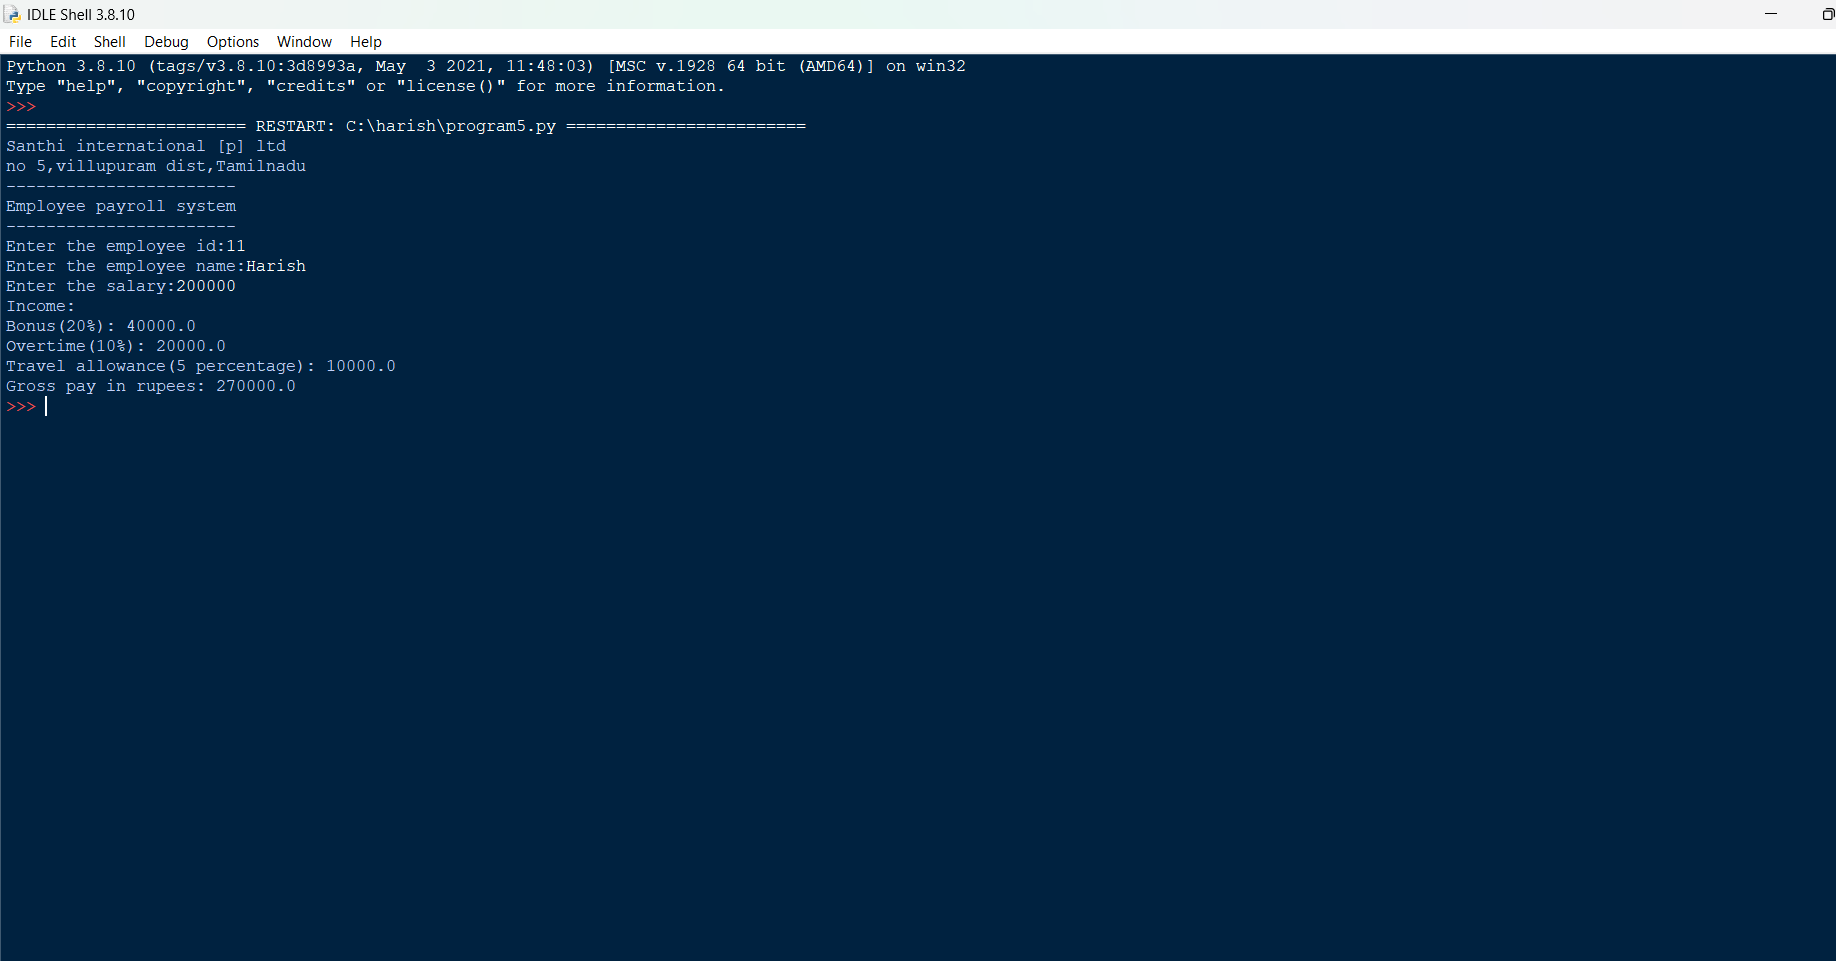 IDLE Shell 3.8.10
File Edit Shell Debug Options Window Help
Python 3.8.10 (tags/v3.8.10:3d8993a, May  3 2021, 11:48:03) [MSC v.1928 64 bit (AMD64)] on win32
Type "help", "copyright", "credits" or "license()" for more information.
>>>
======================== RESTART: C:\harish\program5.py ========================
Santhi international [p] ltd
no 5,villupuram dist,Tamilnadu
-----------------------
Employee payroll system
-----------------------
Enter the employee id:11
Enter the employee name:Harish
Enter the salary:200000
Income:
Bonus(20%): 40000.0
Overtime(10%): 20000.0
Travel allowance(5 percentage): 10000.0
Gross pay in rupees: 270000.0
>>>